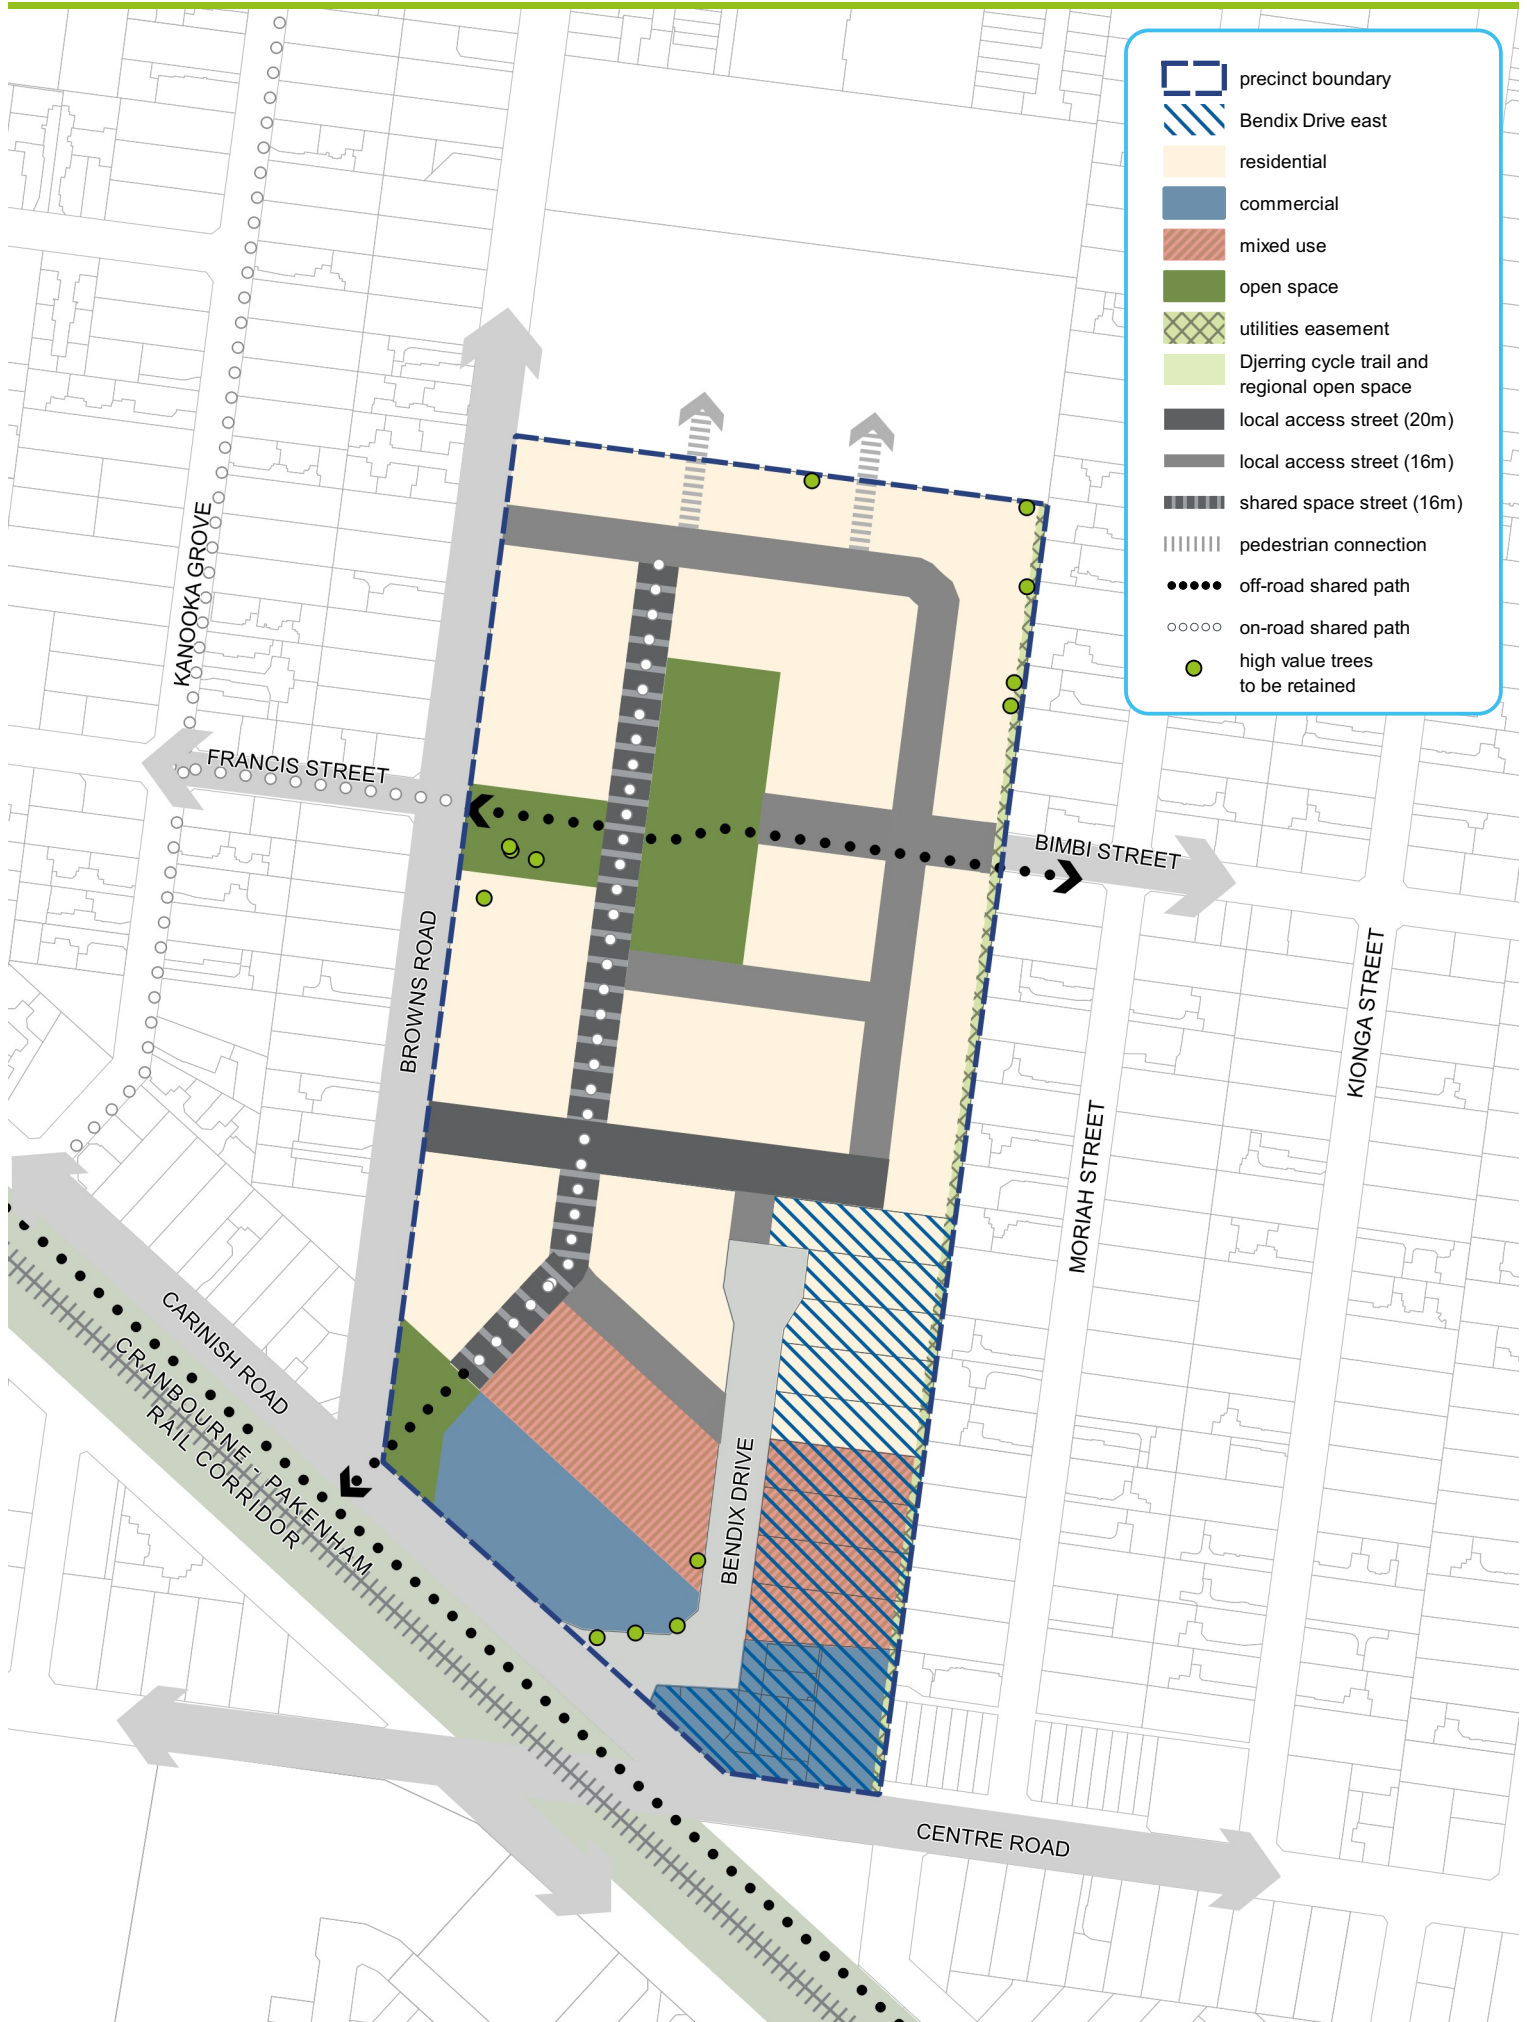 precinct boundary
Bendix Drive east
residential
commercial
mixed use
open space
utilities easement
Djerring cycle trail and
regional open space
local access street (20m)
local access street (16m)
shared space street (16m)
pedestrian connection
off-road shared path
on-road shared path
high value trees
to be retained
KANOOKA GROVE
FRANCIS STREET
BIMBI STREET
BROWNS ROAD
KIONGA STREET
MORIAH STREET
CARINISH ROAD
CRANBOURNE - PAKENHAM
RAIL CORRIDOR
BENDIX DRIVE
CENTRE ROAD